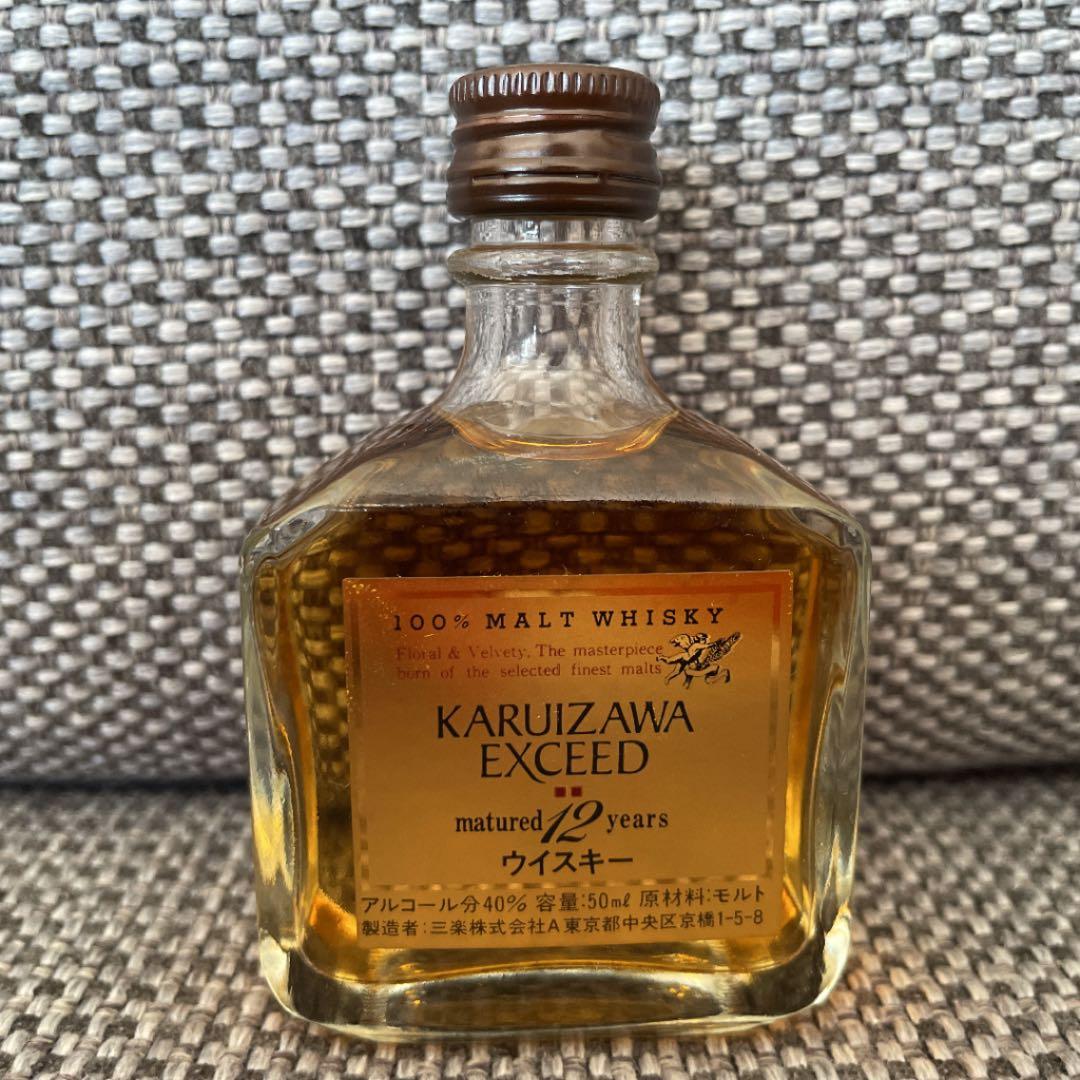 100% MALT WHISKY
Floral & Velvety. The masterpiece
born of the selected finest malts
KARUIZAWA
EXCEED
matured 12 years
ウイスキー
アルコール分40% 容量:50mℓ 原材料:モルト
製造者:三楽株式会社A東京都中央区京橋1-5-8